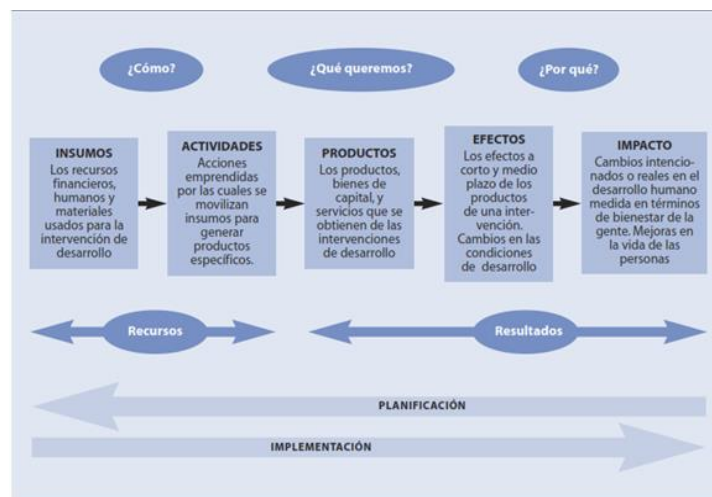 ¿Cómo?
¿Qué queremos?
¿Por qué?
INSUMOS
Los recursos
financieros,
humanos y
materiales
usados para la
intervención de
desarrollo
ACTIVIDADES
Acciones
emprendidas
por las cuales se
movilizan
insumos para
generar
productos
específicos.
PRODUCTOS
Los productos,
bienes de
capital, y
servicios que se
obtienen de las
intervenciones
de desarrollo
EFECTOS
Los efectos a
corto y medio
plazo de los
productos
de una inter-
vención.
Cambios en las
condiciones
de desarrollo
IMPACTO
Cambios intencio-
nados o reales en el
desarrollo humano
medida en términos
de bienestar de la
gente. Mejoras en
la vida de las
personas
Recursos
Resultados
PLANIFICACIÓN
IMPLEMENTACIÓN